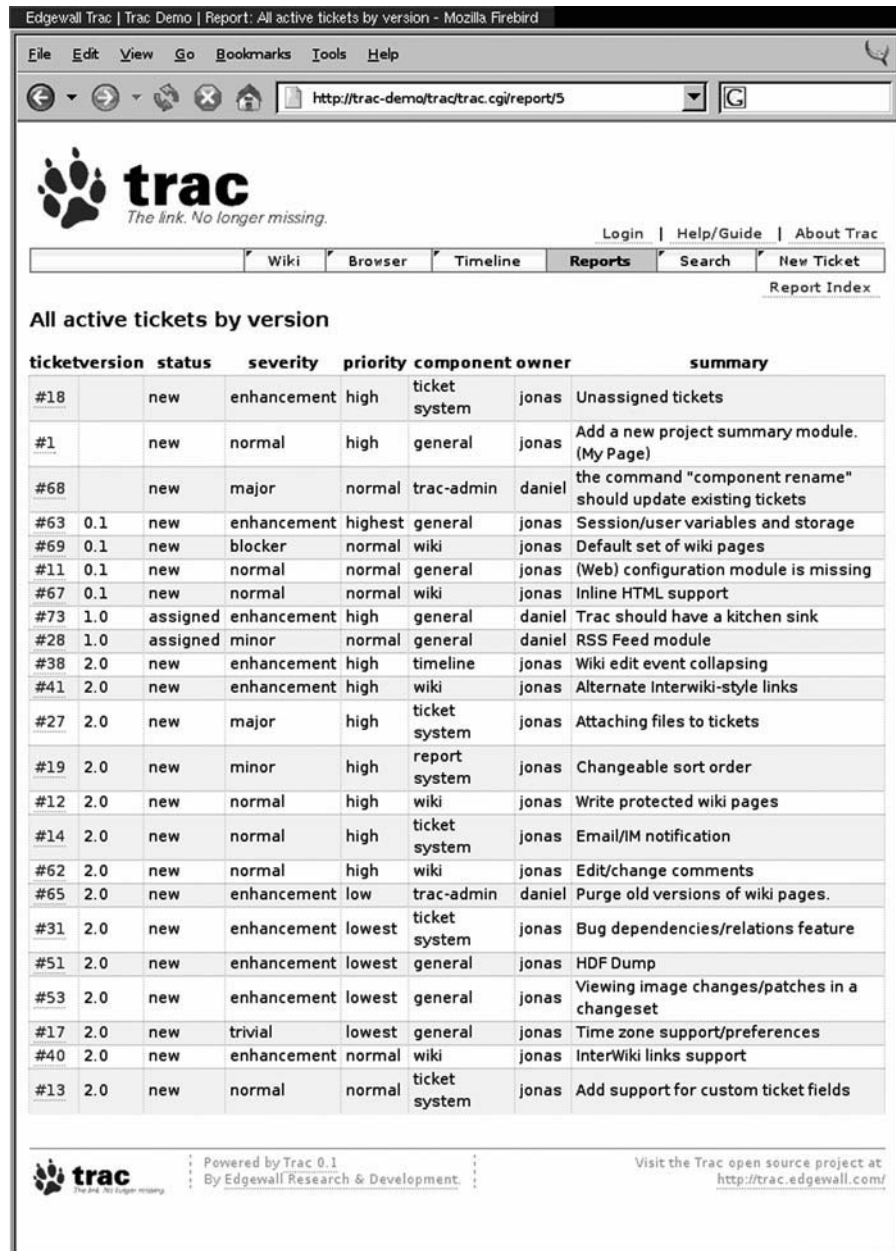 Edgewall Trac | Trac Demo | Report: All active tickets by version - Mozilla Firebird
File Edit View Go Bookmarks Tools Help
http://trac-demo/trac/trac.cgi/report/5 G
trac
The link. No longer missing.
Login | Help/Guide | About Trac
Wiki Browser Timeline Reports Search New Ticket
Report Index
All active tickets by version
ticket version status severity priority component owner summary
#18 new enhancement high ticket system jonas Unassigned tickets
#1 new normal high general jonas Add a new project summary module. (My Page)
#68 new major normal trac-admin daniel the command "component rename" should update existing tickets
#63 0.1 new enhancement highest general jonas Session/user variables and storage
#69 0.1 new blocker normal wiki jonas Default set of wiki pages
#11 0.1 new normal normal general jonas (Web) configuration module is missing
#67 0.1 new normal normal wiki jonas Inline HTML support
#73 1.0 assigned enhancement high general daniel Trac should have a kitchen sink
#28 1.0 assigned minor normal general daniel RSS Feed module
#38 2.0 new enhancement high timeline jonas Wiki edit event collapsing
#41 2.0 new enhancement high wiki jonas Alternate Interwiki-style links
#27 2.0 new major high ticket system jonas Attaching files to tickets
#19 2.0 new minor high report system jonas Changeable sort order
#12 2.0 new normal high wiki jonas Write protected wiki pages
#14 2.0 new normal high ticket system jonas Email/IM notification
#62 2.0 new normal high wiki jonas Edit/change comments
#65 2.0 new enhancement low trac-admin daniel Purge old versions of wiki pages.
#31 2.0 new enhancement lowest ticket system jonas Bug dependencies/relations feature
#51 2.0 new enhancement lowest general jonas HDF Dump
#53 2.0 new enhancement lowest general jonas Viewing image changes/patches in a changeset
#17 2.0 new trivial lowest general jonas Time zone support/preferences
#40 2.0 new enhancement normal wiki jonas InterWiki links support
#13 2.0 new normal normal ticket system jonas Add support for custom ticket fields
trac
The link. No longer missing.
Powered by Trac 0.1
By Edgewall Research & Development.
Visit the Trac open source project at
http://trac.edgewall.com/